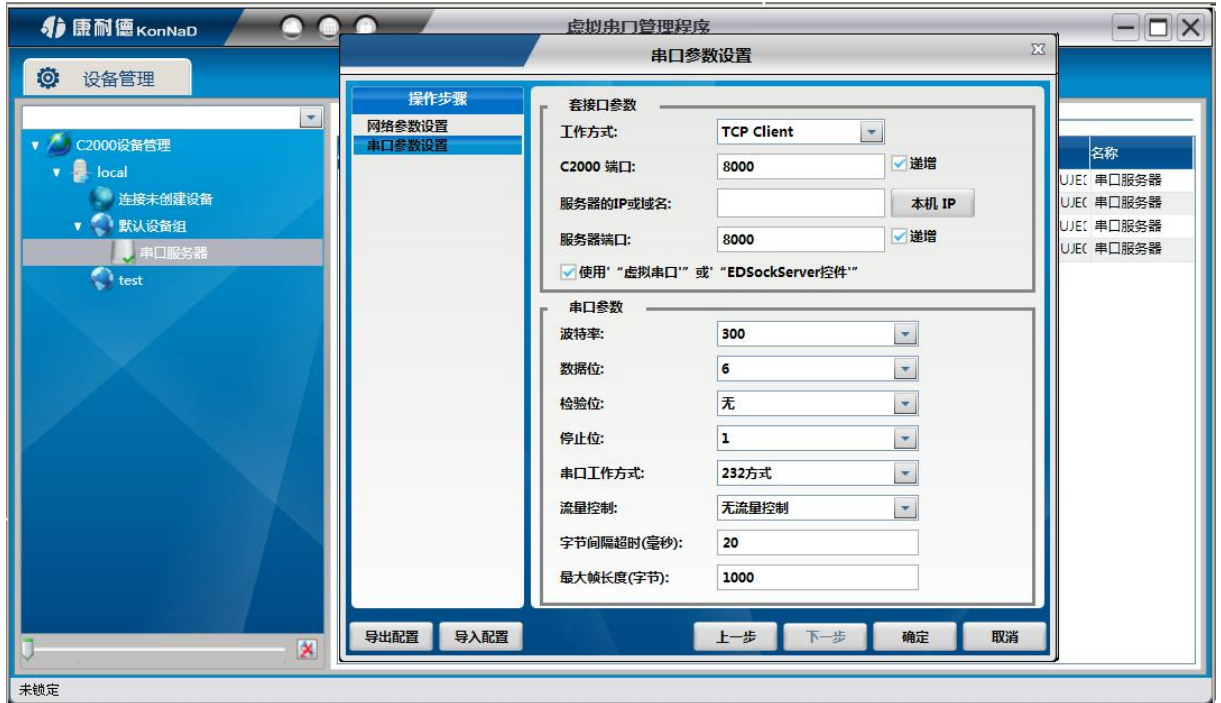 康耐德 KonNaD
虚拟串口管理程序
设备管理
C2000设备管理
local
连接未创建设备
默认设备组
串口服务器
test
串口参数设置
操作步骤
网络参数设置
串口参数设置
套接口参数
工作方式: TCP Client
C2000 端口: 8000 递增
服务器的IP或域名: 本机 IP
服务器端口: 8000 递增
使用' “虚拟串口'” 或' “EDSockServer控件'”
串口参数
波特率: 300
数据位: 6
检验位: 无
停止位: 1
串口工作方式: 232方式
流量控制: 无流量控制
字节间隔超时(毫秒): 20
最大帧长度(字节): 1000
导出配置 导入配置 上一步 下一步 确定 取消
名称
串口服务器
串口服务器
串口服务器
串口服务器
未锁定